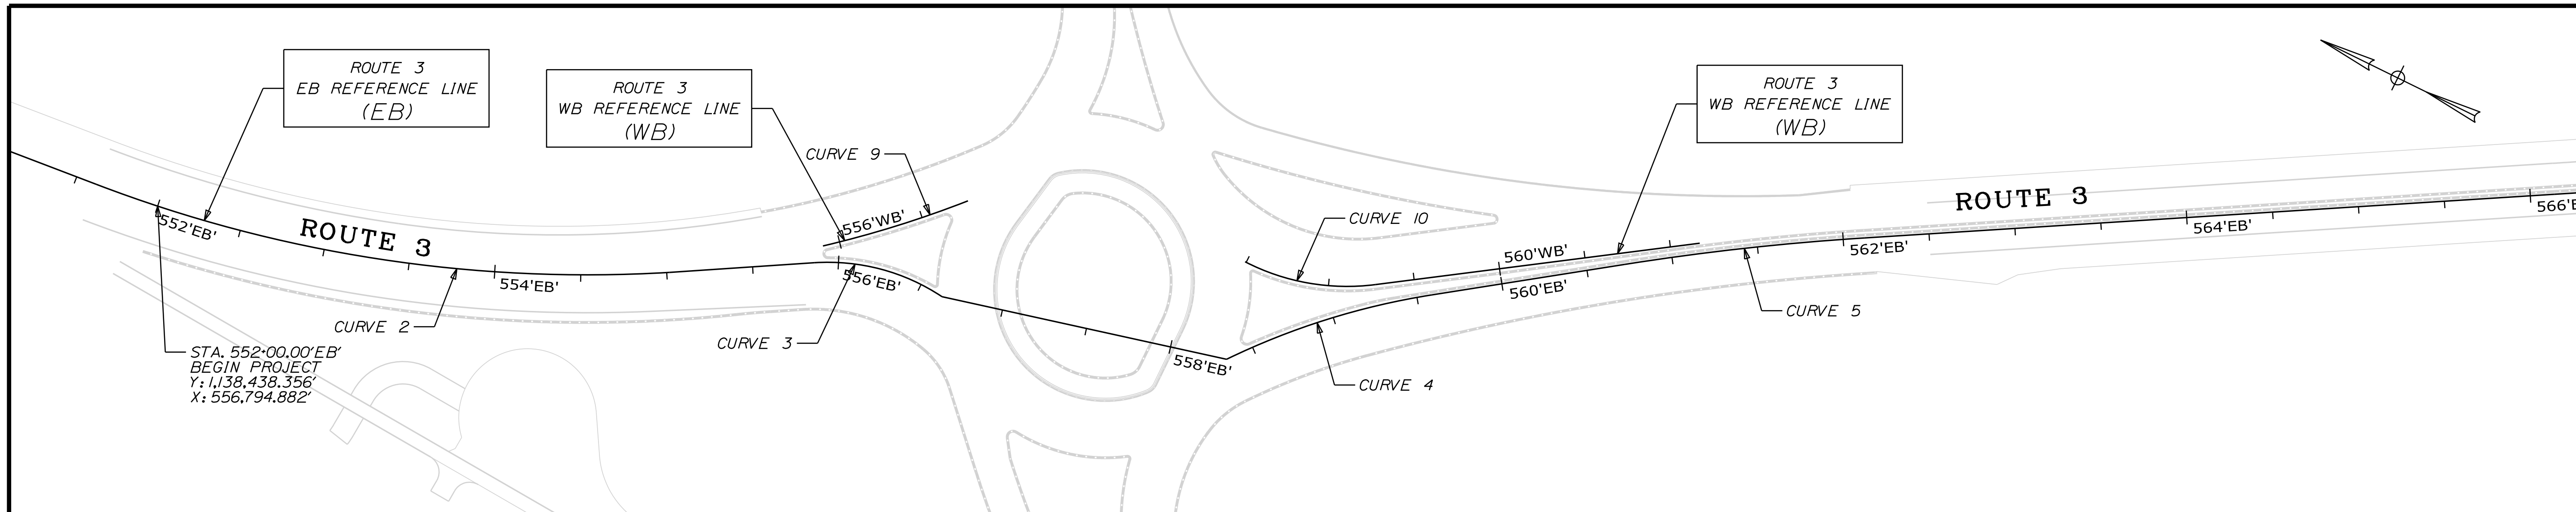 ROUTE 3
EB REFERENCE LINE
(EB)
ROUTE 3
WB REFERENCE LINE
(WB)
ROUTE 3
WB REFERENCE LINE
(WB)
CURVE 9
556'WB'
CURVE 10
ROUTE 3
552'EB'
ROUTE 3
566'E
564'EB'
562'EB'
560'WB'
560'EB'
554'EB'
556'EB'
CURVE 2
CURVE 3
CURVE 5
558'EB'
CURVE 4
STA. 552+00.00'EB'
BEGIN PROJECT
Y: 1,138,438.356'
X: 556,794.882'